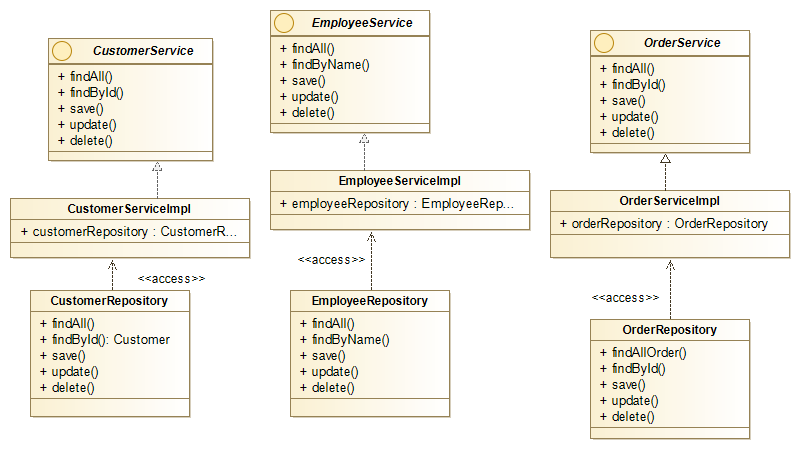 CustomerService
+ findAll()
+ findById()
+ save()
+ update()
+ delete()
CustomerServiceImpl
+ customerRepository : CustomerR...
<<access>>
CustomerRepository
+ findAll()
+ findById(): Customer
+ save()
+ update()
+ delete()
EmployeeService
+ findAll()
+ findByName()
+ save()
+ update()
+ delete()
EmployeeServiceImpl
+ employeeRepository : EmployeeRep...
<<access>>
EmployeeRepository
+ findAll()
+ findByName()
+ save()
+ update()
+ delete()
OrderService
+ findAll()
+ findById()
+ save()
+ update()
+ delete()
OrderServiceImpl
+ orderRepository : OrderRepository
<<access>>
OrderRepository
+ findAllOrder()
+ findById()
+ save()
+ update()
+ delete()